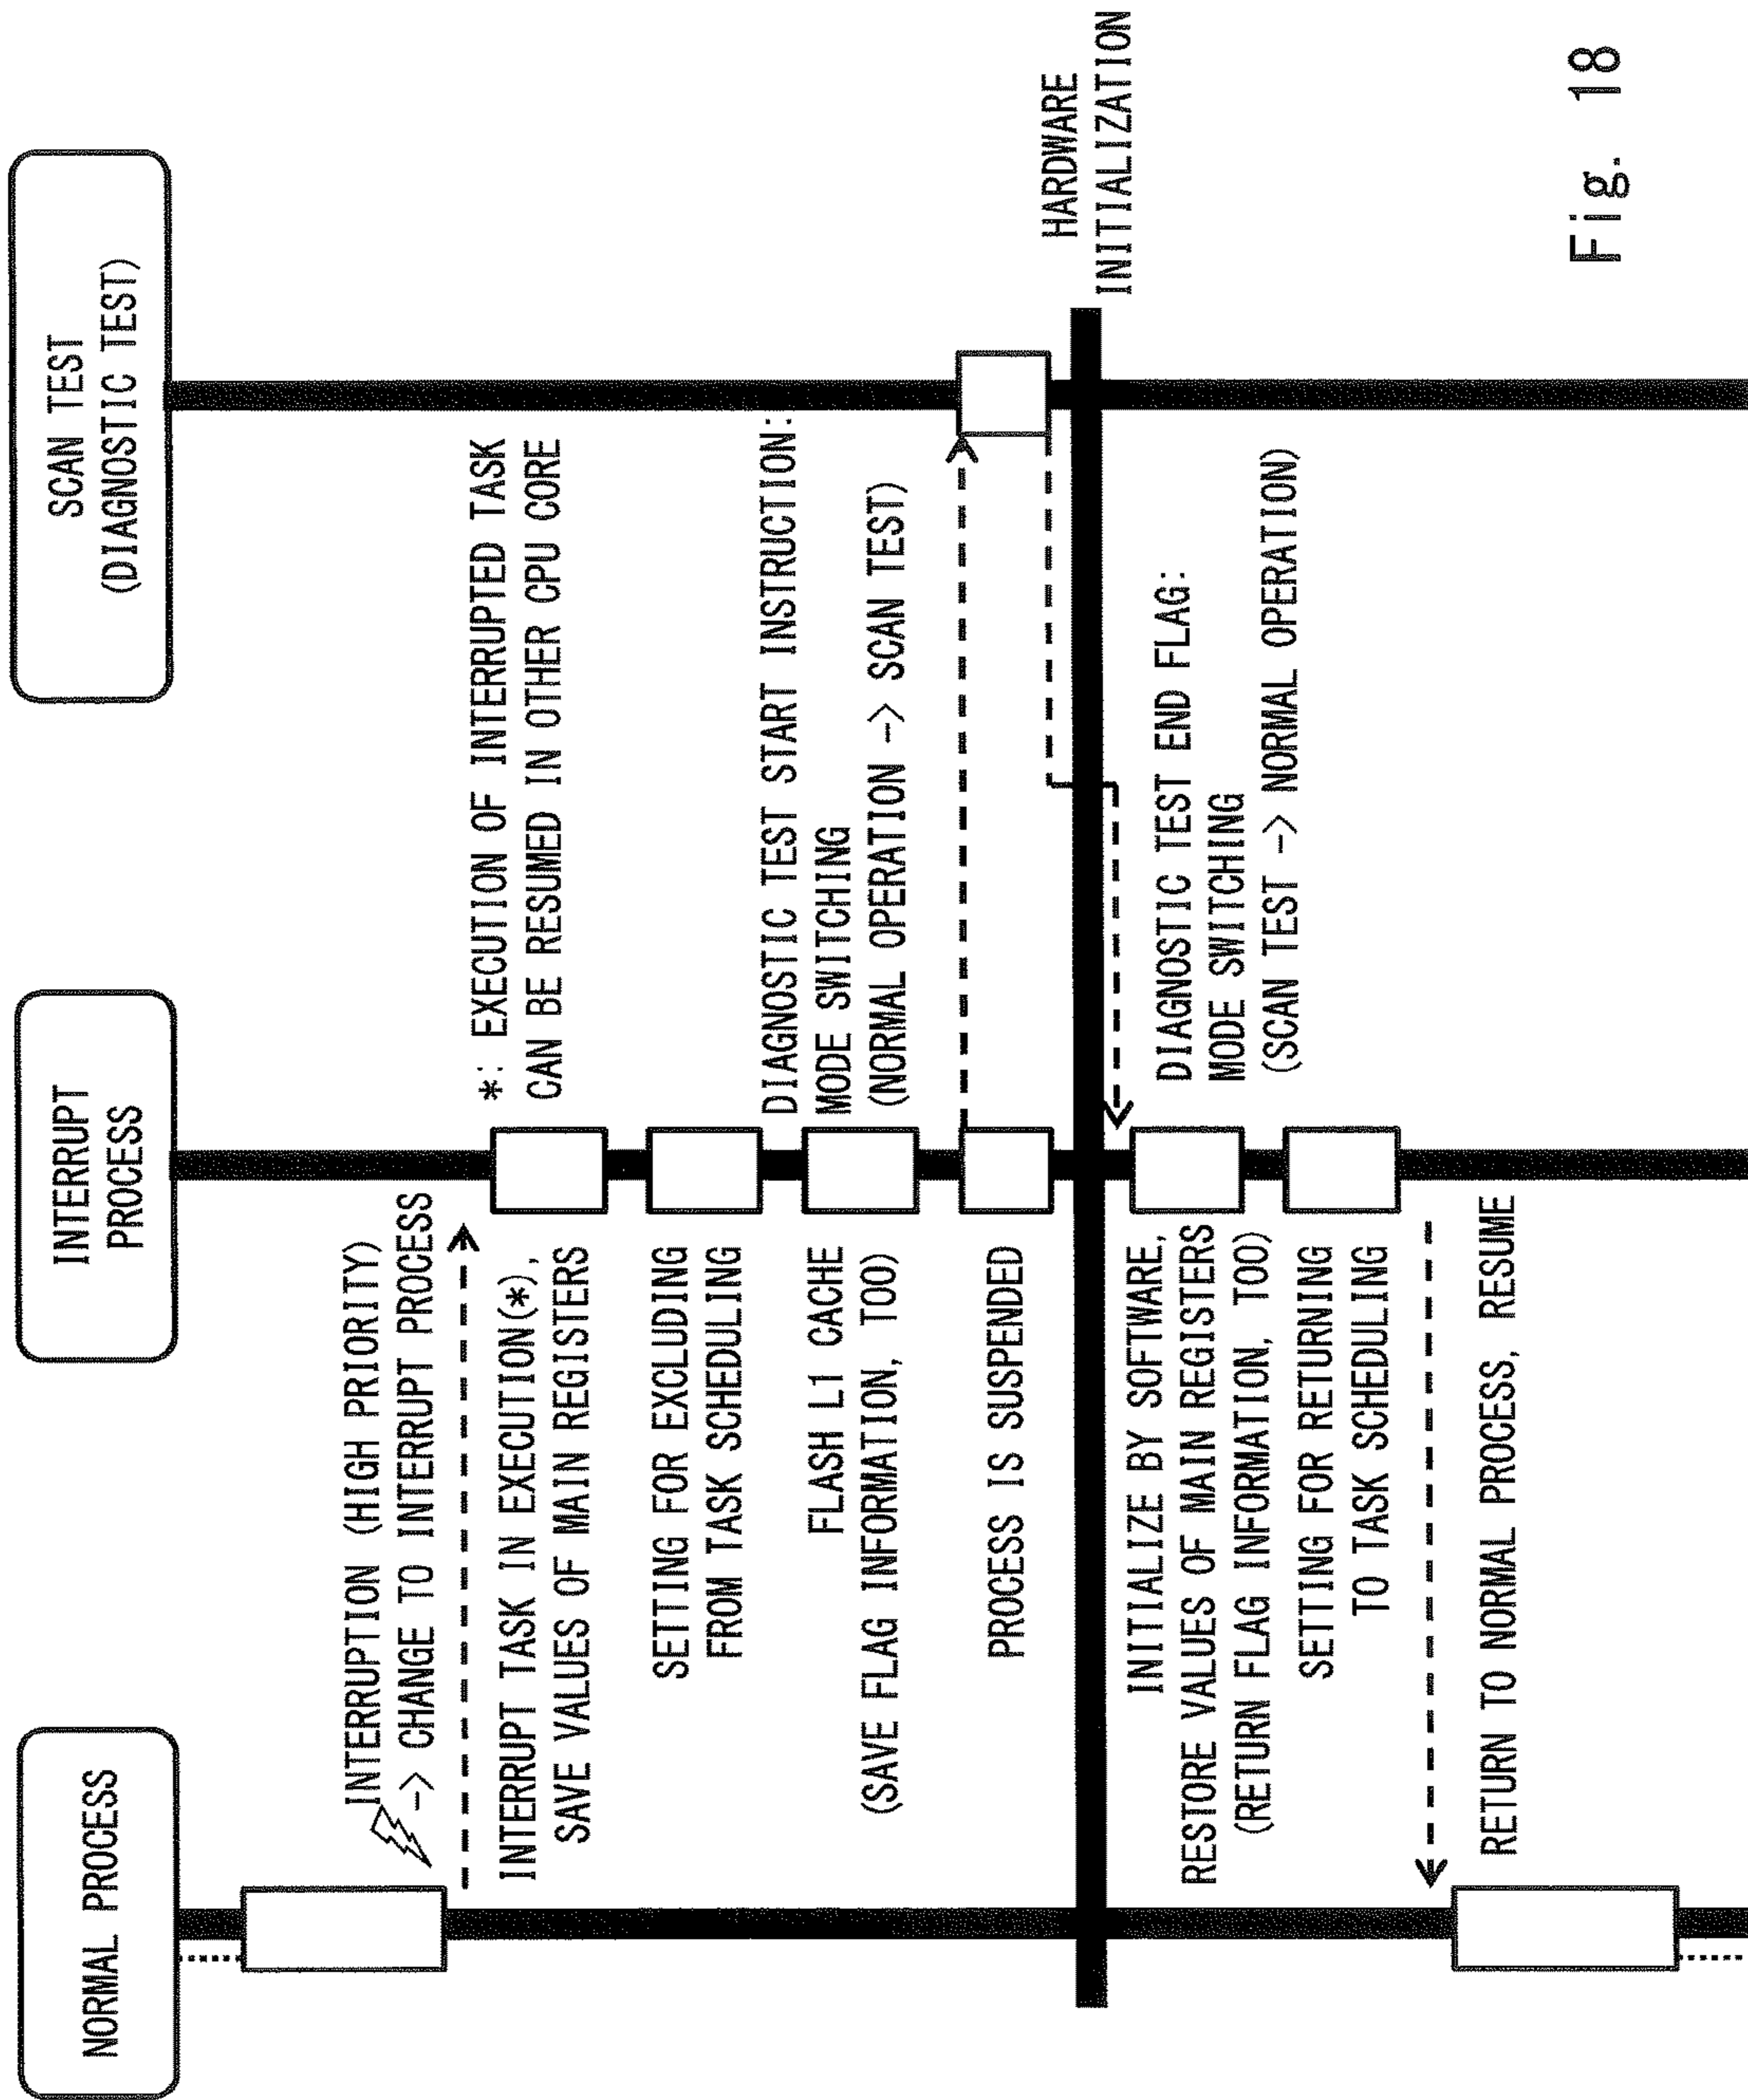 NORMAL PROCESS
INTERRUPT
PROCESS
SCAN TEST
(DIAGNOSTIC TEST)
INTERRUPTION (HIGH PRIORITY)
-> CHANGE TO INTERRUPT PROCESS
INTERRUPT TASK IN EXECUTION(*),
SAVE VALUES OF MAIN REGISTERS
*: EXECUTION OF INTERRUPTED TASK
CAN BE RESUMED IN OTHER CPU CORE
SETTING FOR EXCLUDING
FROM TASK SCHEDULING
FLASH L1 CACHE
(SAVE FLAG INFORMATION, TOO)
DIAGNOSTIC TEST START INSTRUCTION:
MODE SWITCHING
(NORMAL OPERATION -> SCAN TEST)
PROCESS IS SUSPENDED
HARDWARE
INITIALIZATION
INITIALIZE BY SOFTWARE,
RESTORE VALUES OF MAIN REGISTERS
(RETURN FLAG INFORMATION, TOO)
DIAGNOSTIC TEST END FLAG:
MODE SWITCHING
(SCAN TEST -> NORMAL OPERATION)
SETTING FOR RETURNING
TO TASK SCHEDULING
RETURN TO NORMAL PROCESS, RESUME
Fig. 18